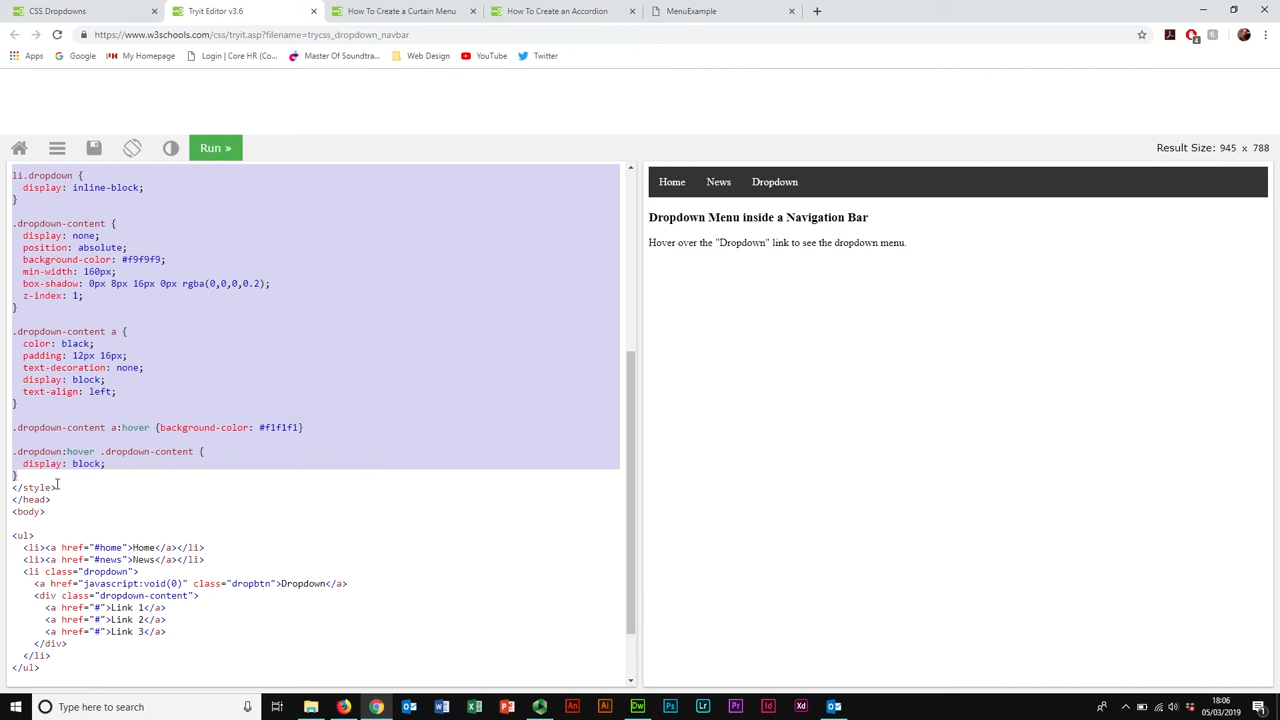 CSS Dropdowns
Tryit Editor v3.6
How To Create a Curtain Menu
How To Create an Accordion
MenuExample
https://www.w3schools.com/css/tryit.asp?filename=trycss_dropdown_navbar
4
Apps
Google
My Homepage
Login | Core HR (Co...
Master Of Soundtra...
Web Design
YouTube
Twitter
Run »
Result Size: 945 x 788
li.dropdown {
display: inline-block;
}
.dropdown-content {
display: none;
position: absolute;
background-color: #f9f9f9;
min-width: 160px;
box-shadow: 0px 8px 16px 0px rgba(0,0,0,0.2);
z-index: 1;
}
.dropdown-content a {
color: black;
padding: 12px 16px;
text-decoration: none;
display: block;
text-align: left;
}
.dropdown-content a:hover {background-color: #f1f1f1}
.dropdown:hover .dropdown-content {
display: block;
}
</style>
</head>
<body>
<ul>
<li><a href="#home">Home</a></li>
<li><a href="#news">News</a></li>
<li class="dropdown">
<a href="javascript:void(0)" class="dropbtn">Dropdown</a>
<div class="dropdown-content">
<a href="#">Link 1</a>
<a href="#">Link 2</a>
<a href="#">Link 3</a>
</div>
</li>
</ul>
Home News Dropdown
Dropdown Menu inside a Navigation Bar
Hover over the "Dropdown" link to see the dropdown menu.
Type here to search
An
Ai
Dw
Ps
Lr
Pr
Id
Xd
18:06
05/03/2019